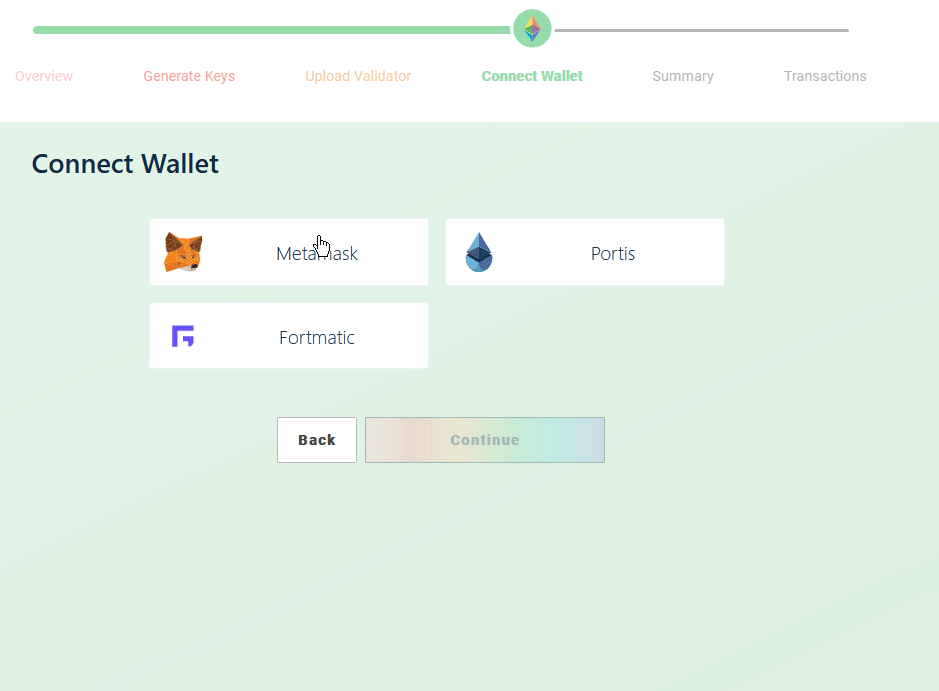 Overview Generate Keys Upload Validator Connect Wallet Summary Transactions
Connect Wallet
Metamask Portis
Fortmatic
Back Continue